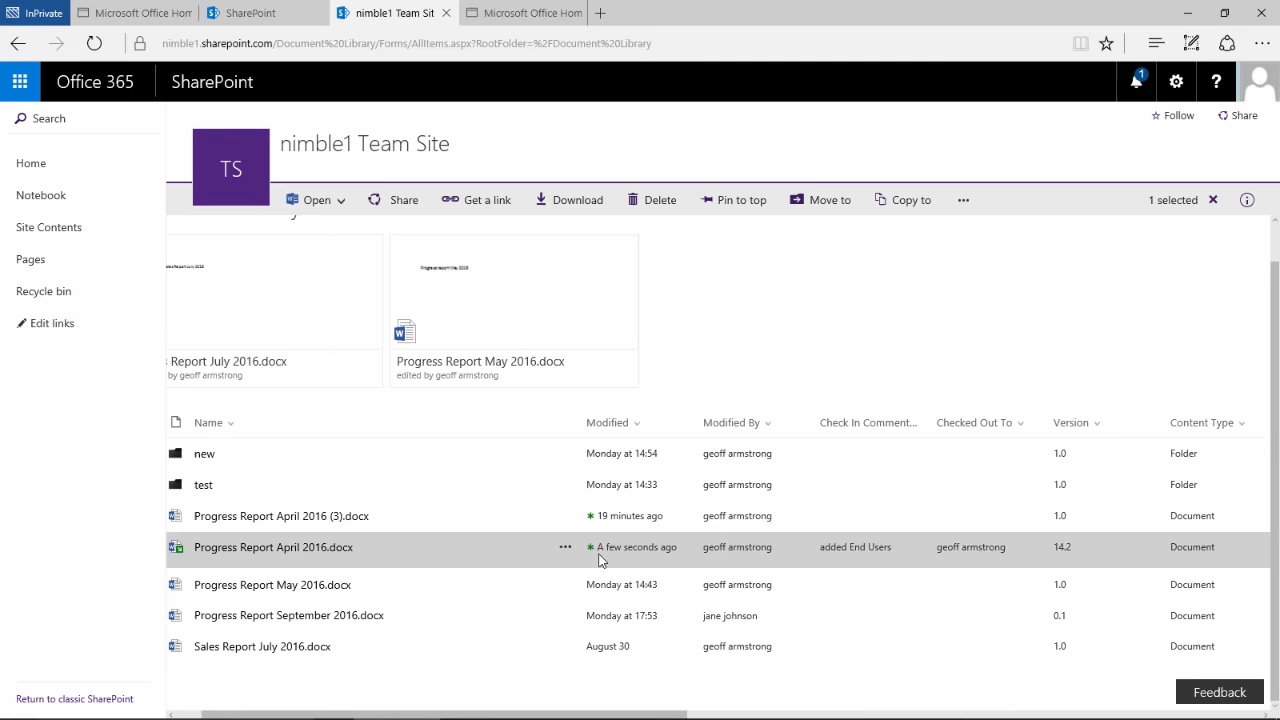 InPrivate
Microsoft Office Home
SharePoint
nimble1 Team Sit
Microsoft Office Hom
nimble1.sharepoint.com/Document%20Library/Forms/AllItems.aspx?RootFolder=%2FDocument%20Library
Office 365
SharePoint
1
?
Search
Home
Notebook
Site Contents
Pages
Recycle bin
Edit links
Return to classic SharePoint
Follow
Share
TS
nimble1 Team Site
Open
Share
Get a link
Download
Delete
Pin to top
Move to
Copy to
1 selected
Sales Report July 2016
Progress report May 2016
s Report July 2016.docx
by geoff armstrong
Progress Report May 2016.docx
edited by geoff armstrong
Name Modified Modified By Check In Comment... Checked Out To Version Content Type
new Monday at 14:54 geoff armstrong 1.0 Folder
test Monday at 14:33 geoff armstrong 1.0 Folder
Progress Report April 2016 (3).docx 19 minutes ago geoff armstrong 1.0 Document
Progress Report April 2016.docx A few seconds ago geoff armstrong added End Users geoff armstrong 14.2 Document
Progress Report May 2016.docx Monday at 14:43 geoff armstrong 1.0 Document
Progress Report September 2016.docx Monday at 17:53 jane johnson 0.1 Document
Sales Report July 2016.docx August 30 geoff armstrong 1.0 Document
Feedback